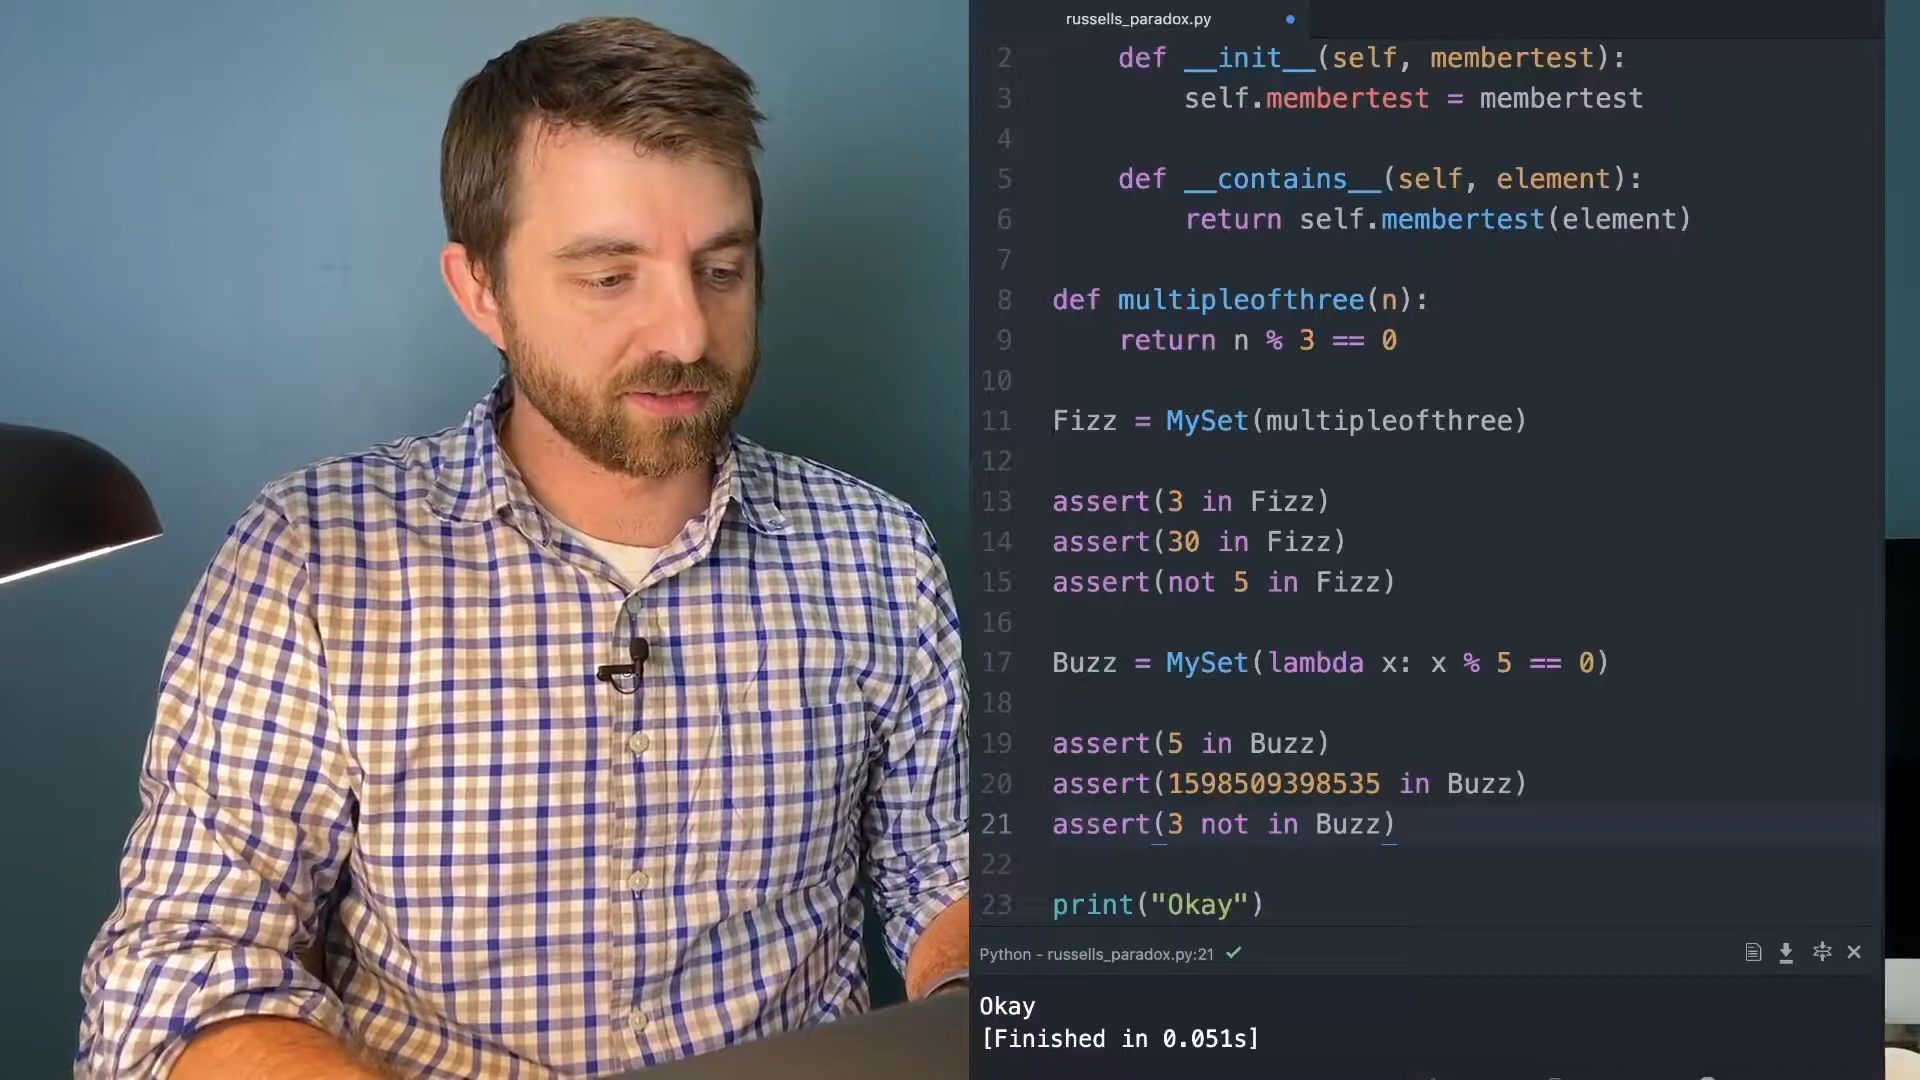 russells_paradox.py
2 def __init__(self, membertest):
3 self.membertest = membertest
4
5 def __contains__(self, element):
6 return self.membertest(element)
7
8 def multipleofthree(n):
9 return n % 3 == 0
10
11 Fizz = MySet(multipleofthree)
12
13 assert(3 in Fizz)
14 assert(30 in Fizz)
15 assert(not 5 in Fizz)
16
17 Buzz = MySet(lambda x: x % 5 == 0)
18
19 assert(5 in Buzz)
20 assert(1598509398535 in Buzz)
21 assert(3 not in Buzz)
22
23 print("Okay")
Python - russells_paradox.py:21
Okay
[Finished in 0.051s]